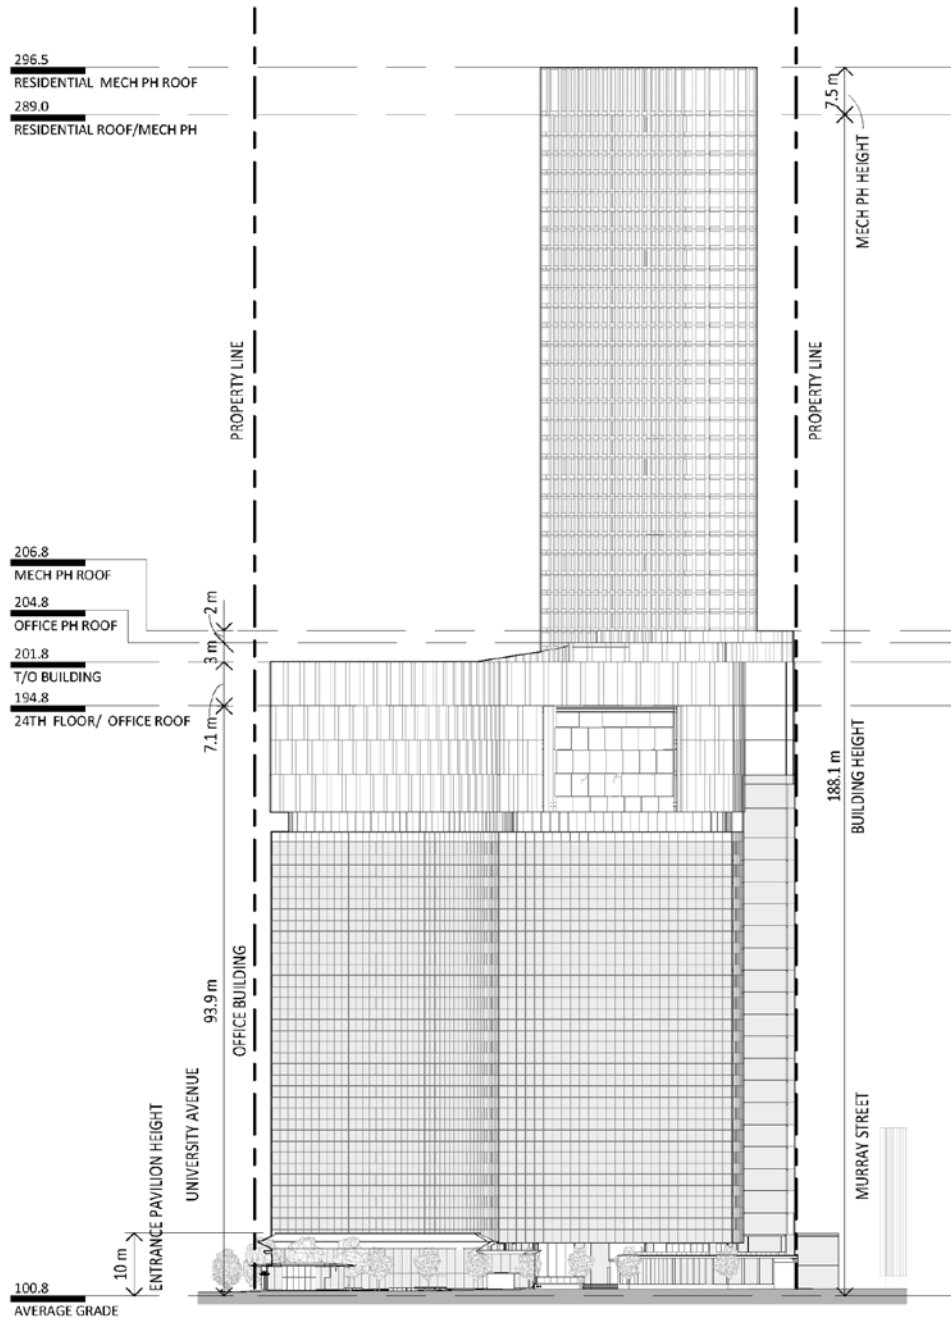 296.5
RESIDENTIAL MECH PH ROOF
289.0
RESIDENTIAL ROOF/MECH PH
7.5 m
MECH PH HEIGHT
PROPERTY LINE
PROPERTY LINE
206.8
MECH PH ROOF
204.8
OFFICE PH ROOF
201.8
T/O BUILDING
194.8
24TH FLOOR/ OFFICE ROOF
2 m
3 m
7.1 m
188.1 m
BUILDING HEIGHT
93.9 m
OFFICE BUILDING
UNIVERSITY AVENUE
ENTRANCE PAVILION HEIGHT
10 m
MURRAY STREET
100.8
AVERAGE GRADE